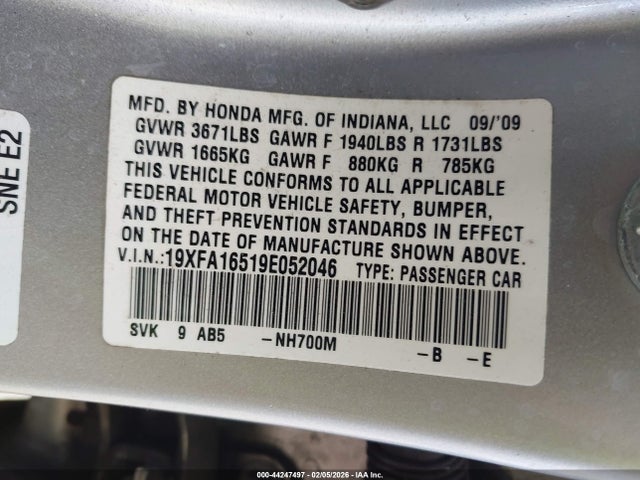 MFD. BY HONDA MFG. OF INDIANA, LLC 09/'09
GVWR 3671LBS GAWR F 1940LBS R 1731LBS
GVWR 1665KG GAWR F 880KG R 785KG
THIS VEHICLE CONFORMS TO ALL APPLICABLE
FEDERAL MOTOR VEHICLE SAFETY, BUMPER,
AND THEFT PREVENTION STANDARDS IN EFFECT
ON THE DATE OF MANUFACTURE SHOWN ABOVE.
V.I.N.:19XFA16519E052046 TYPE: PASSENGER CAR
SVK 9 AB5 -NH700M -B -E
SNE E2
000-44247497 - 02/05/2026 - IAA Inc.